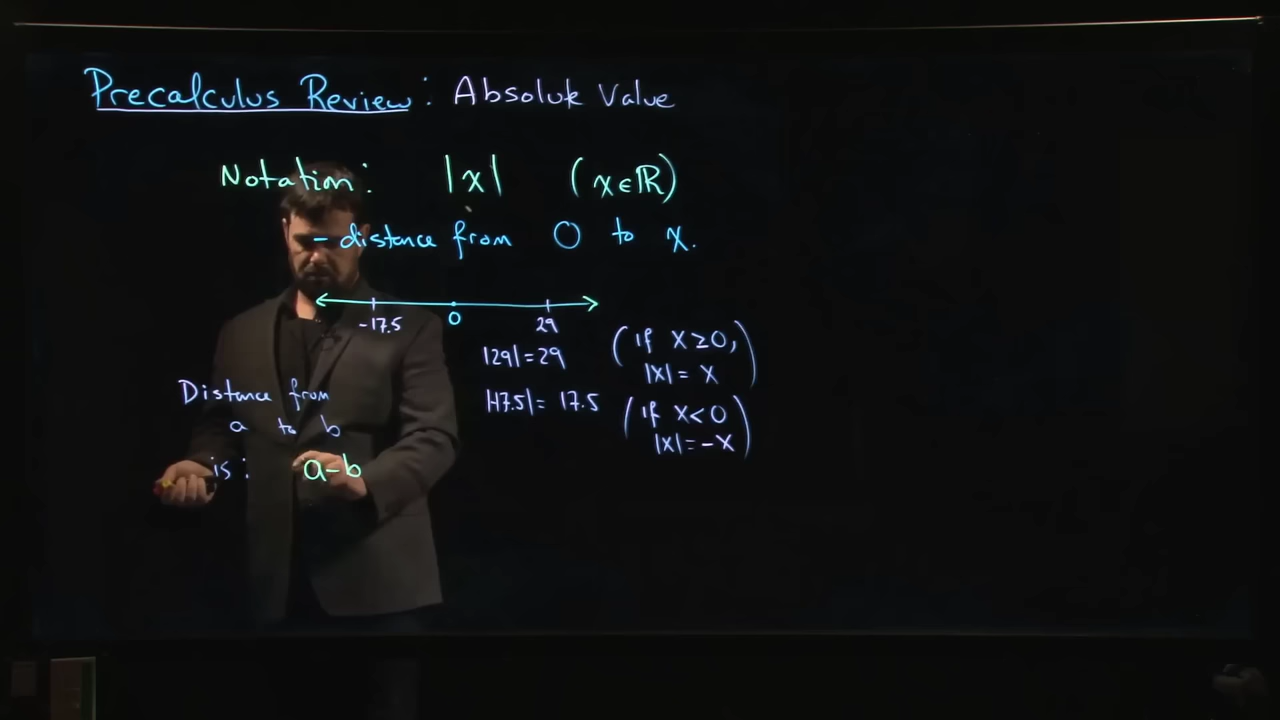 Precalculus Review: Absolute Value
Notation: |x| (x∈ℝ)
- distance from 0 to x.
-17.5 0 29
|29|=29
(if x≥0,
|x|= x)
|-17.5|= 17.5
(if x<0
|x|=-x)
Distance from
a to b
is: a-b